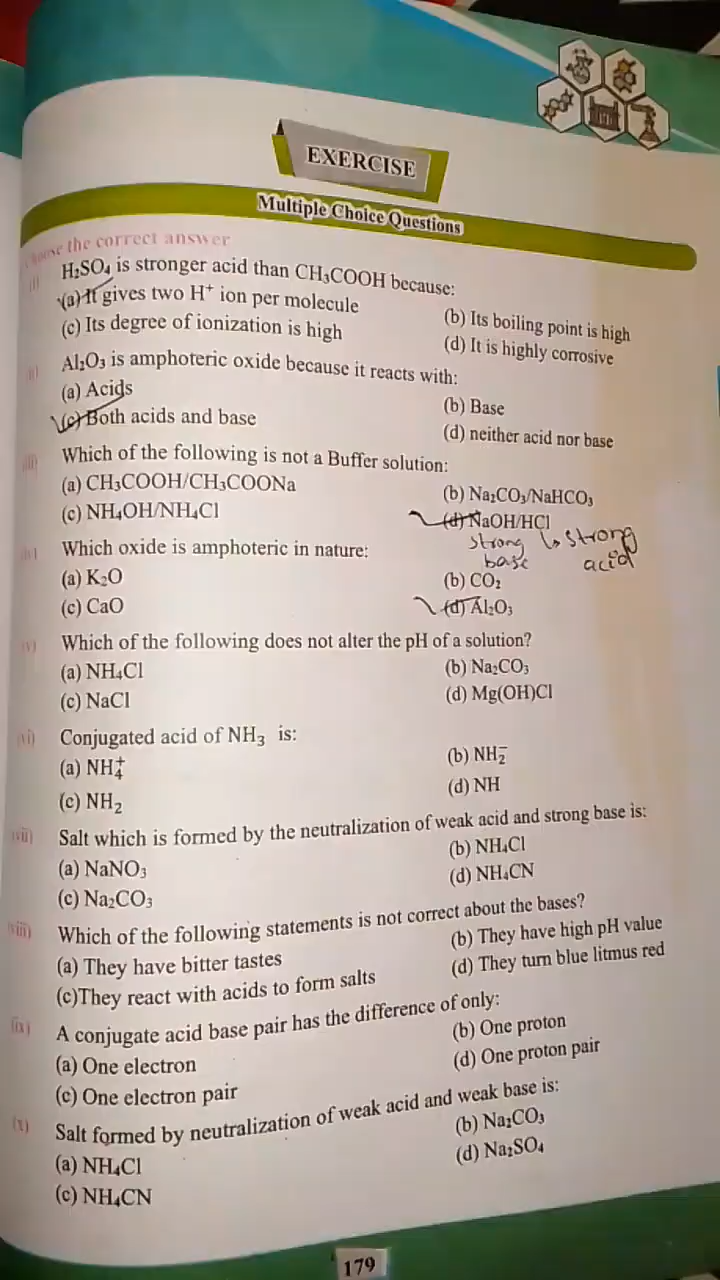 EXERCISE
Multiple Choice Questions
the correct answer
i) H₂SO₄ is stronger acid than CH₃COOH because:
(a) It gives two H⁺ ion per molecule
(b) Its boiling point is high
(c) Its degree of ionization is high
(d) It is highly corrosive
ii) Al₂O₃ is amphoteric oxide because it reacts with:
(a) Acids
(b) Base
(c) Both acids and base
(d) neither acid nor base
iii) Which of the following is not a Buffer solution:
(a) CH₃COOH/CH₃COONa
(b) Na₂CO₃/NaHCO₃
(c) NH₄OH/NH₄Cl
(d) NaOH/HCl
strong base ↳ strong acid
iv) Which oxide is amphoteric in nature:
(a) K₂O
(b) CO₂
(c) CaO
(d) Al₂O₃
v) Which of the following does not alter the pH of a solution?
(a) NH₄Cl
(b) Na₂CO₃
(c) NaCl
(d) Mg(OH)Cl
vi) Conjugated acid of NH₃ is:
(a) NH₄⁺
(b) NH₂⁻
(c) NH₂
(d) NH
vii) Salt which is formed by the neutralization of weak acid and strong base is:
(a) NaNO₃
(b) NH₄Cl
(c) Na₂CO₃
(d) NH₄CN
viii) Which of the following statements is not correct about the bases?
(a) They have bitter tastes
(b) They have high pH value
(c)They react with acids to form salts
(d) They turn blue litmus red
(ix) A conjugate acid base pair has the difference of only:
(a) One electron
(b) One proton
(c) One electron pair
(d) One proton pair
(x) Salt formed by neutralization of weak acid and weak base is:
(a) NH₄Cl
(b) Na₂CO₃
(c) NH₄CN
(d) Na₂SO₄
179